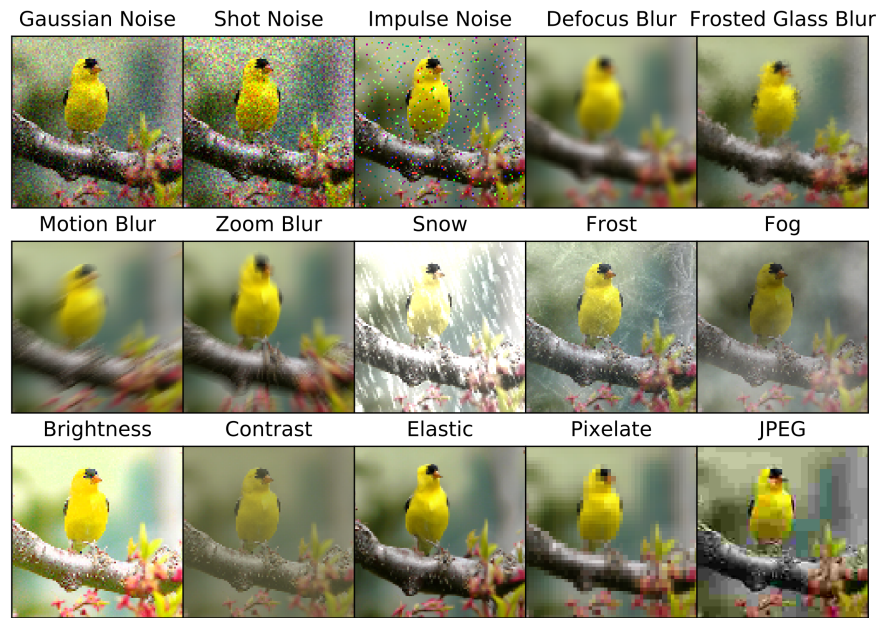 Gaussian Noise Shot Noise Impulse Noise Defocus Blur Frosted Glass Blur
Motion Blur Zoom Blur Snow Frost Fog
Brightness Contrast Elastic Pixelate JPEG